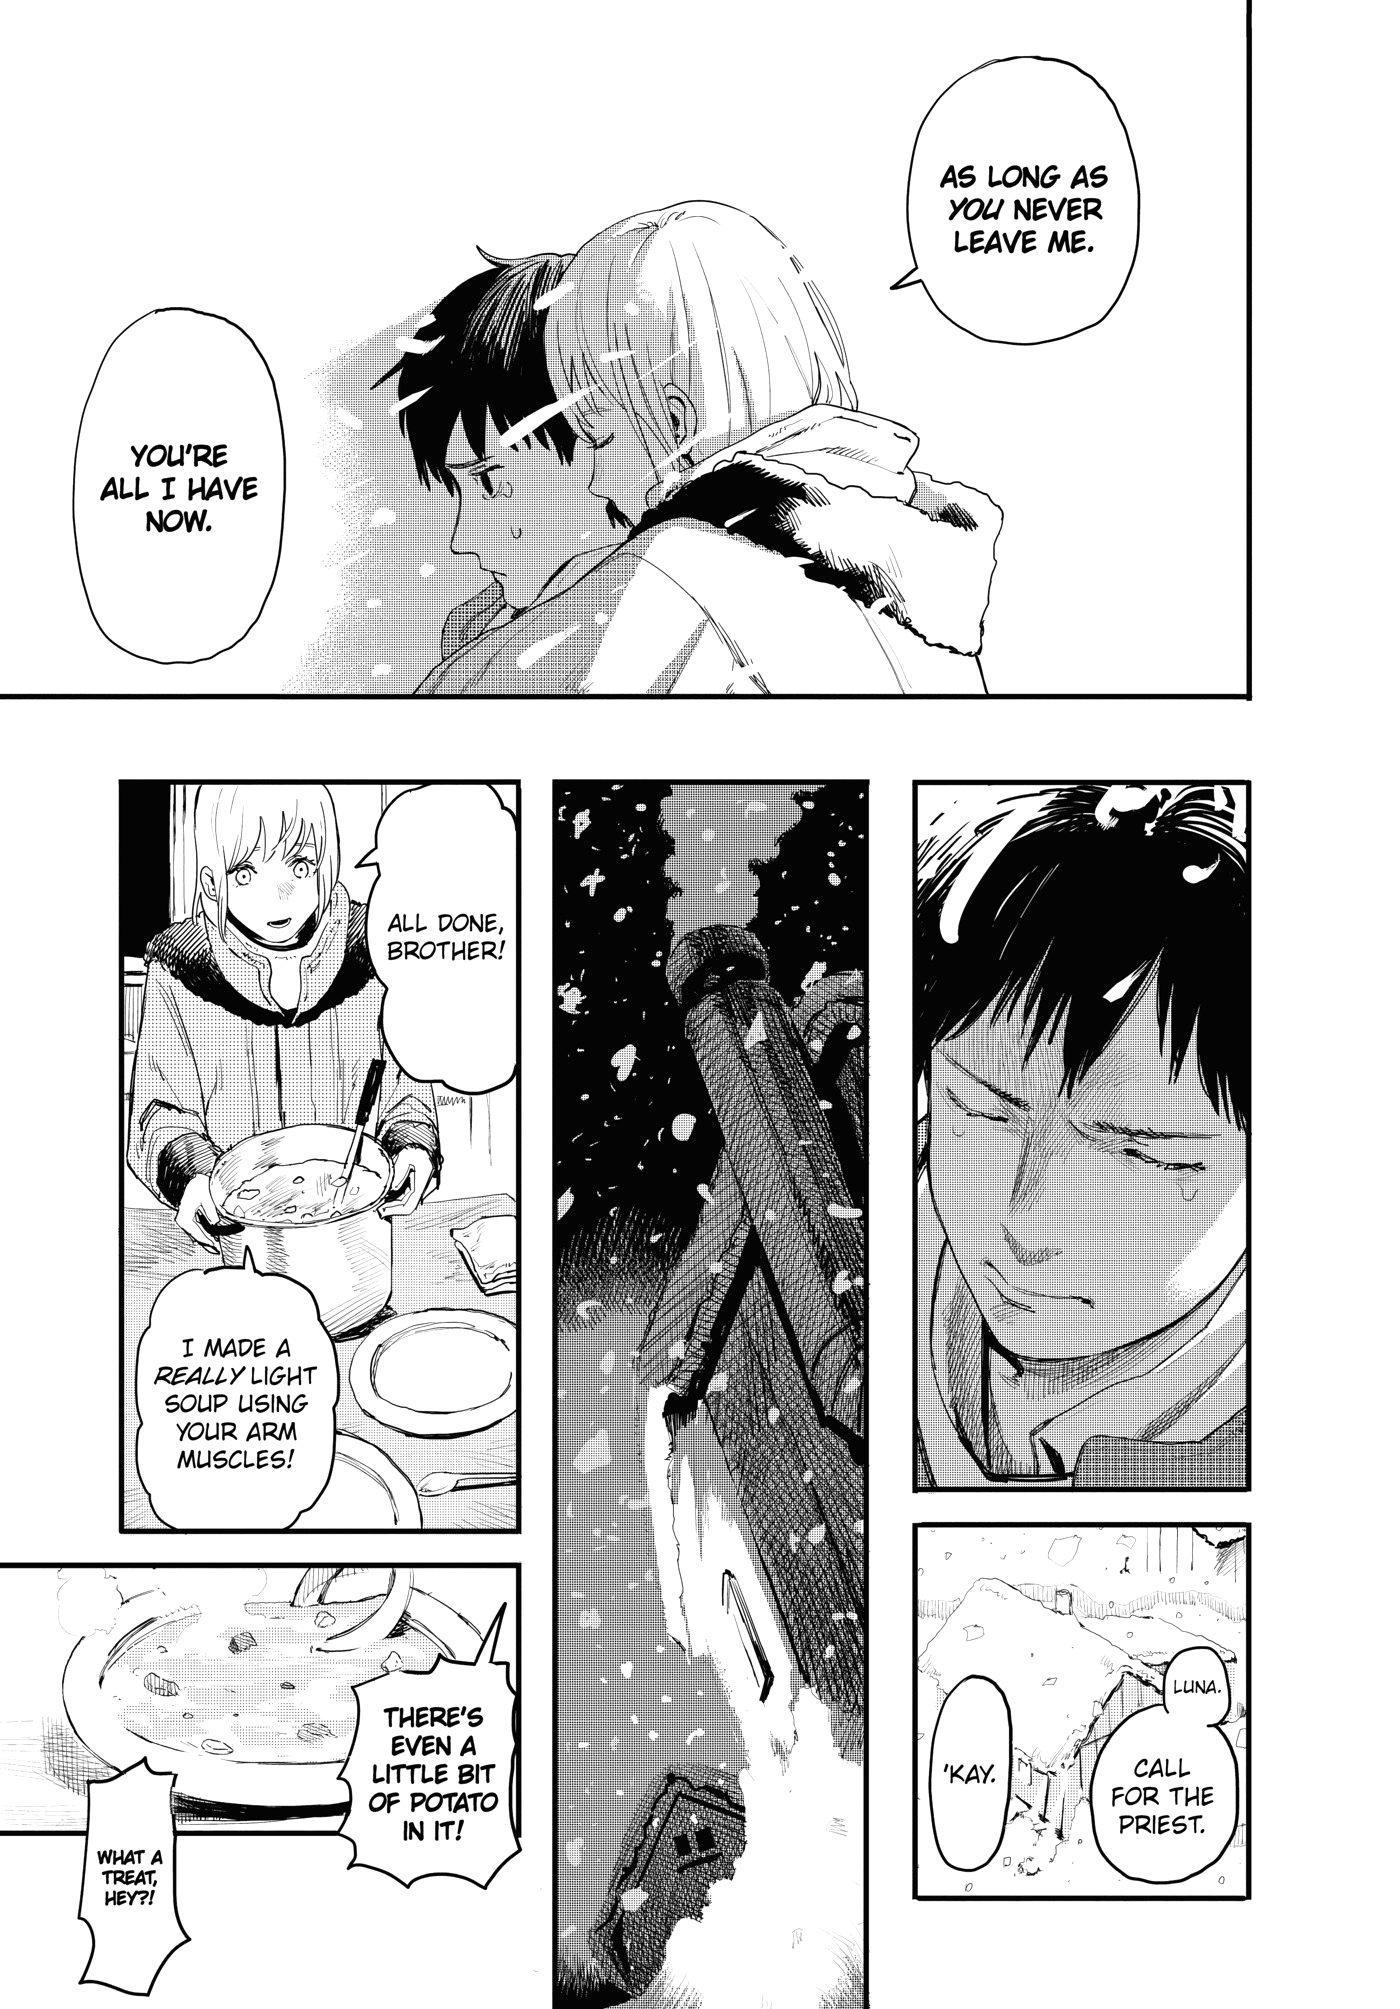 AS LONG AS
YOU NEVER
LEAVE ME.
YOU'RE
ALL I HAVE
NOW.
LUNA.
CALL
FOR THE
PRIEST.
'KAY.
ALL DONE,
BROTHER!
I MADE A
REALLY LIGHT
SOUP USING
YOUR ARM
MUSCLES!
THERE'S
EVEN A
LITTLE BIT
OF POTATO
IN IT!
WHAT A
TREAT,
HEY?!